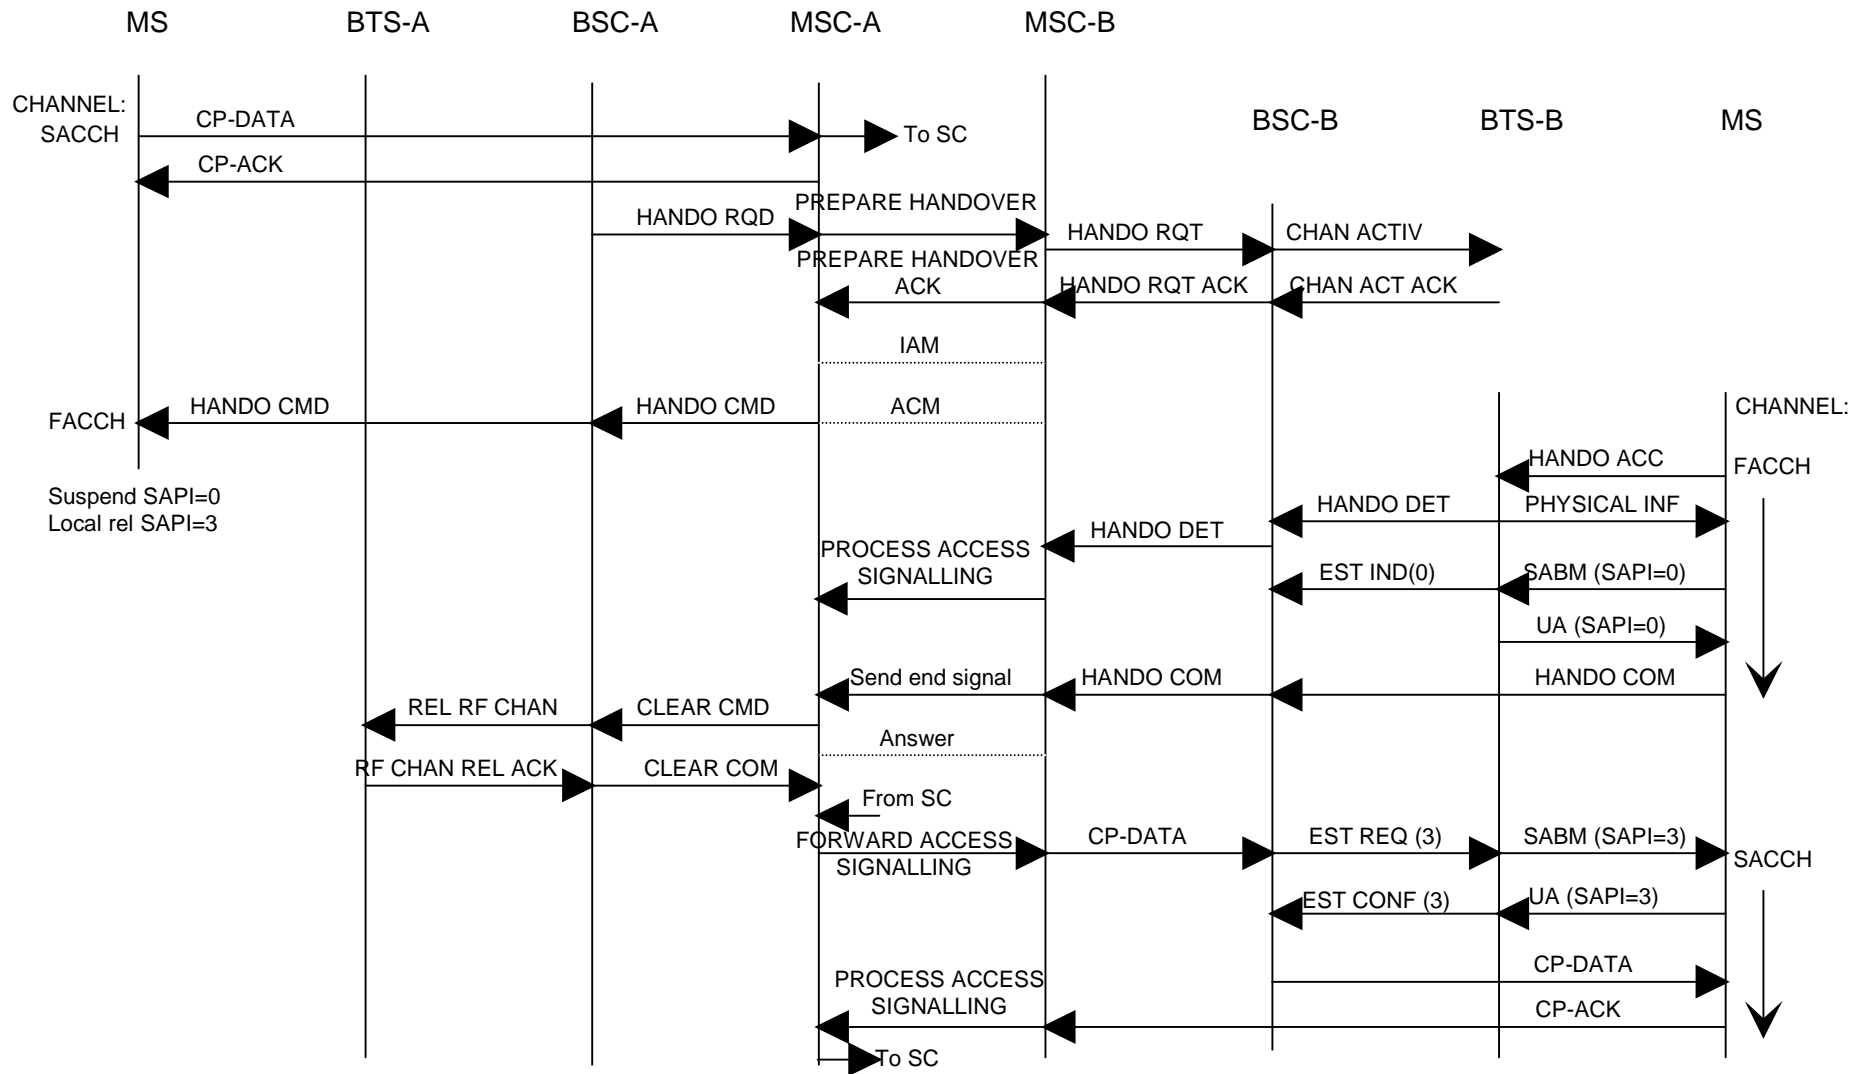 MS BTS-A BSC-A MSC-A MSC-B
BSC-B BTS-B MS
CHANNEL:
SACCH
CP-DATA
To SC
CP-ACK
PREPARE HANDOVER
HANDO RQD
HANDO RQT
CHAN ACTIV
PREPARE HANDOVER
ACK
HANDO RQT ACK
CHAN ACT ACK
IAM
FACCH
HANDO CMD
HANDO CMD
ACM
CHANNEL:
HANDO ACC
FACCH
Suspend SAPI=0
Local rel SAPI=3
HANDO DET
PHYSICAL INF
HANDO DET
PROCESS ACCESS
SIGNALLING
EST IND(0)
SABM (SAPI=0)
UA (SAPI=0)
Send end signal
HANDO COM
HANDO COM
REL RF CHAN
CLEAR CMD
Answer
RF CHAN REL ACK
CLEAR COM
From SC
FORWARD ACCESS
SIGNALLING
CP-DATA
EST REQ (3)
SABM (SAPI=3)
SACCH
EST CONF (3)
UA (SAPI=3)
CP-DATA
PROCESS ACCESS
SIGNALLING
CP-ACK
To SC